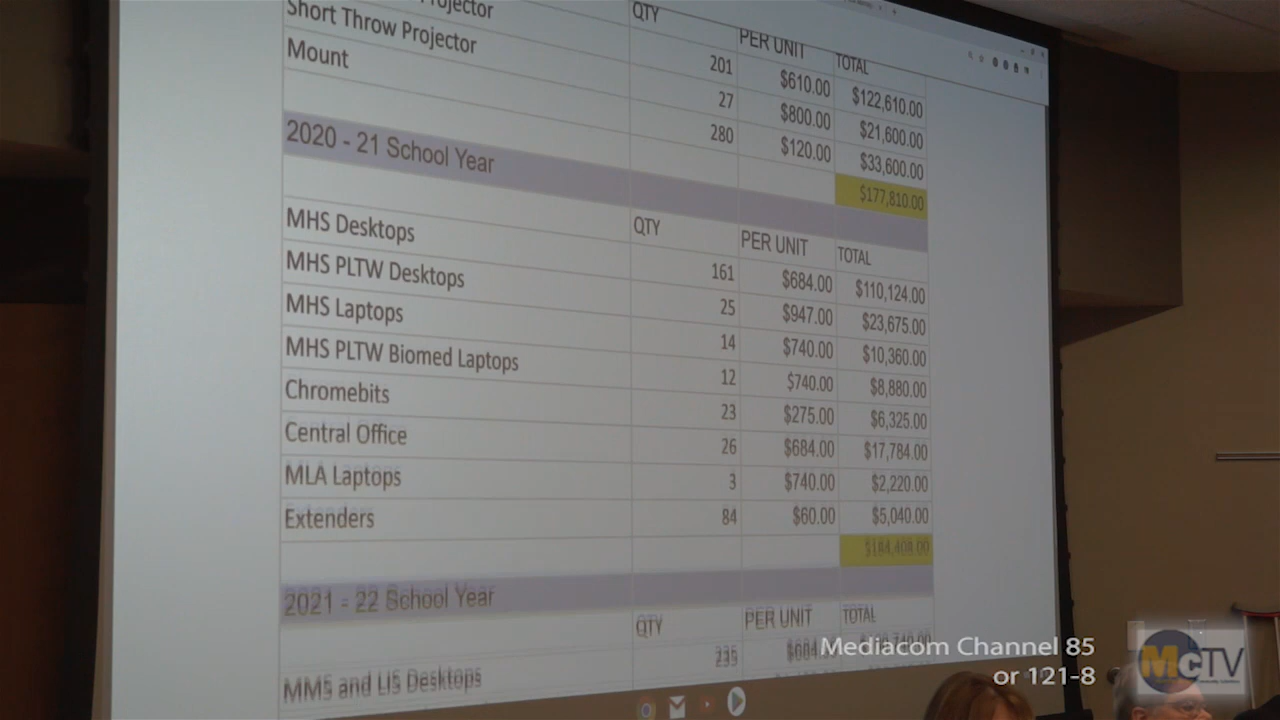 QTY PER UNIT TOTAL
201 $610.00 $122,610.00
Short Throw Projector 27 $800.00 $21,600.00
Mount 280 $120.00 $33,600.00
$177,810.00
2020 - 21 School Year
QTY PER UNIT TOTAL
MHS Desktops 161 $684.00 $110,124.00
MHS PLTW Desktops 25 $947.00 $23,675.00
MHS Laptops 14 $740.00 $10,360.00
MHS PLTW Biomed Laptops 12 $740.00 $8,880.00
Chromebits 23 $275.00 $6,325.00
Central Office 26 $684.00 $17,784.00
MLA Laptops 3 $740.00 $2,220.00
Extenders 84 $60.00 $5,040.00
$184,408.00
2021 - 22 School Year
QTY PER UNIT TOTAL
MMS and LIS Desktops 235
Mediacom Channel 85
or 121-8
McTV